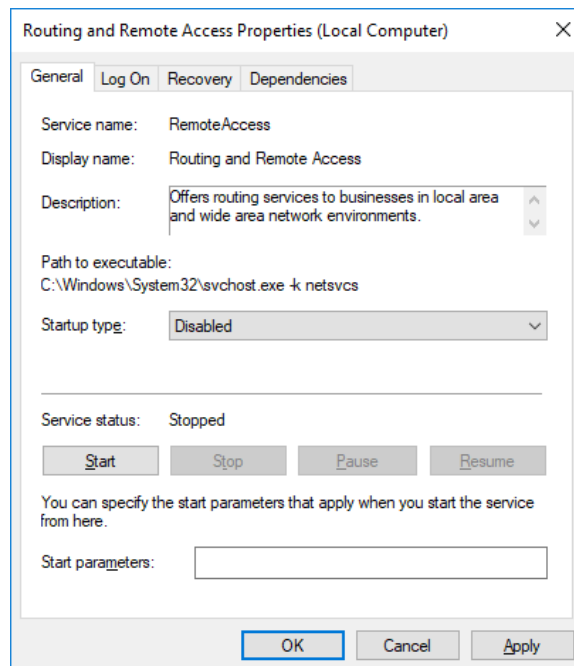 Routing and Remote Access Properties (Local Computer)
General Log On Recovery Dependencies
Service name: RemoteAccess
Display name: Routing and Remote Access
Description: Offers routing services to businesses in local area
and wide area network environments.
Path to executable:
C:\Windows\System32\svchost.exe -k netsvcs
Startup type: Disabled
Service status: Stopped
Start Stop Pause Resume
You can specify the start parameters that apply when you start the service
from here.
Start parameters:
OK Cancel Apply